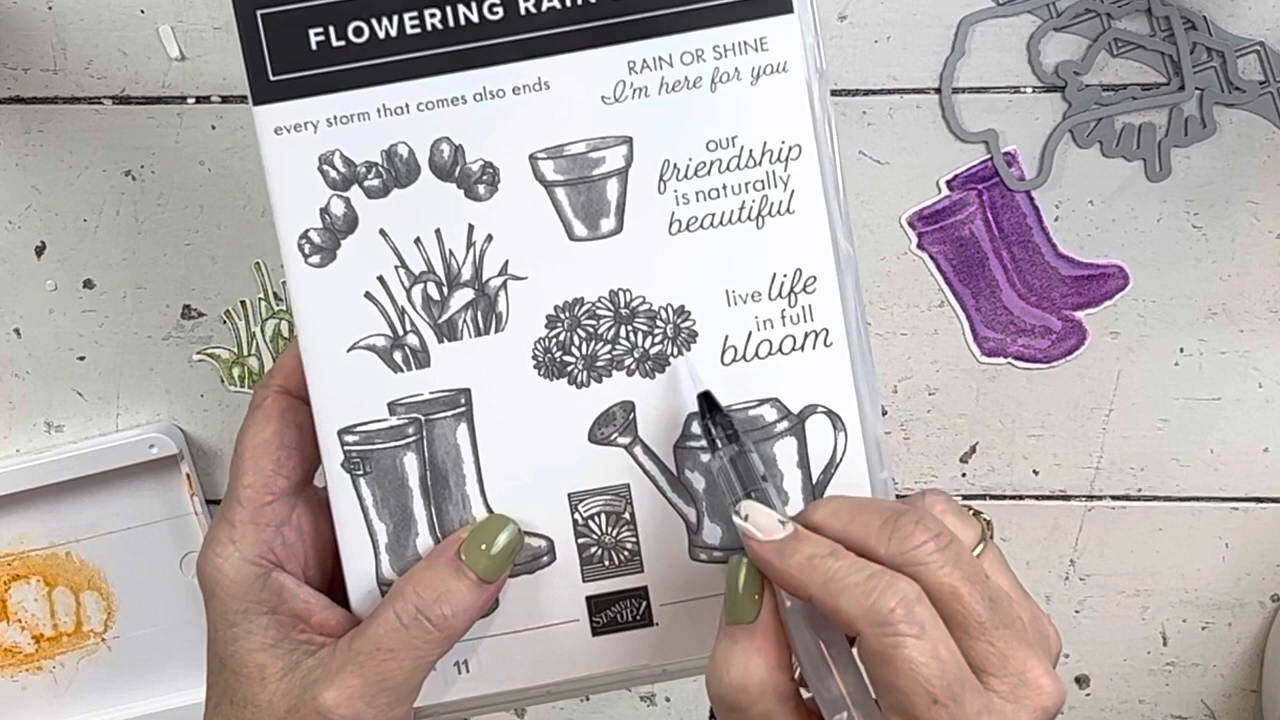 FLOWERING RAIN
every storm that comes also ends
RAIN OR SHINE
I'm here for you
our
friendship
is naturally
beautiful
live life
in full
bloom
STAMPIN'
UP!
11